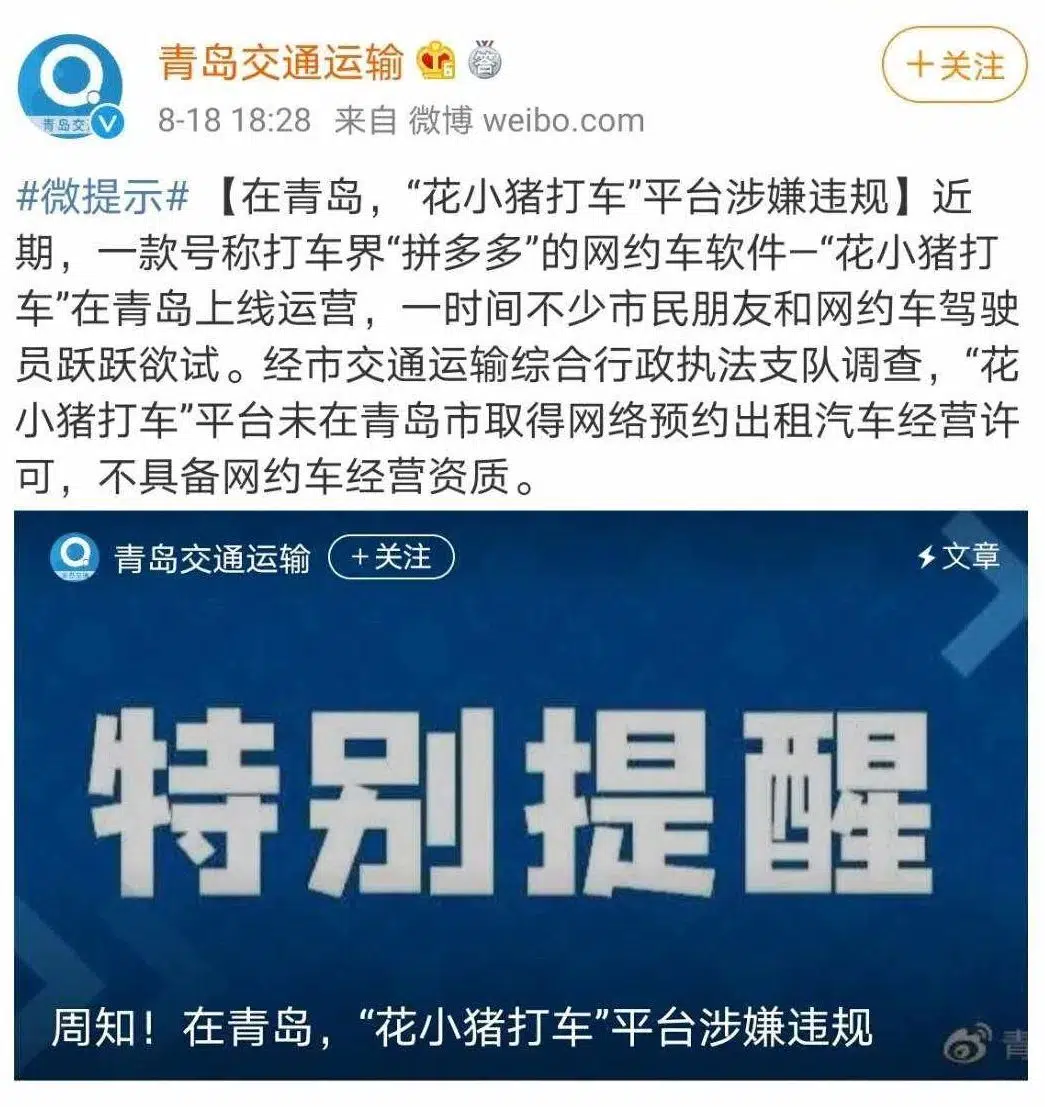 青岛交通运输
+关注
青岛交
8-18 18:28 来自 微博 weibo.com
#微提示#【在青岛，“花小猪打车”平台涉嫌违规】近
期，一款号称打车界“拼多多”的网约车软件—“花小猪打
车”在青岛上线运营，一时间不少市民朋友和网约车驾驶
员跃跃欲试。经市交通运输综合行政执法支队调查，“花
小猪打车”平台未在青岛市取得网络预约出租汽车经营许
可，不具备网约车经营资质。
青岛交通运输 +关注
文章
特别提醒
周知！在青岛，“花小猪打车”平台涉嫌违规
青